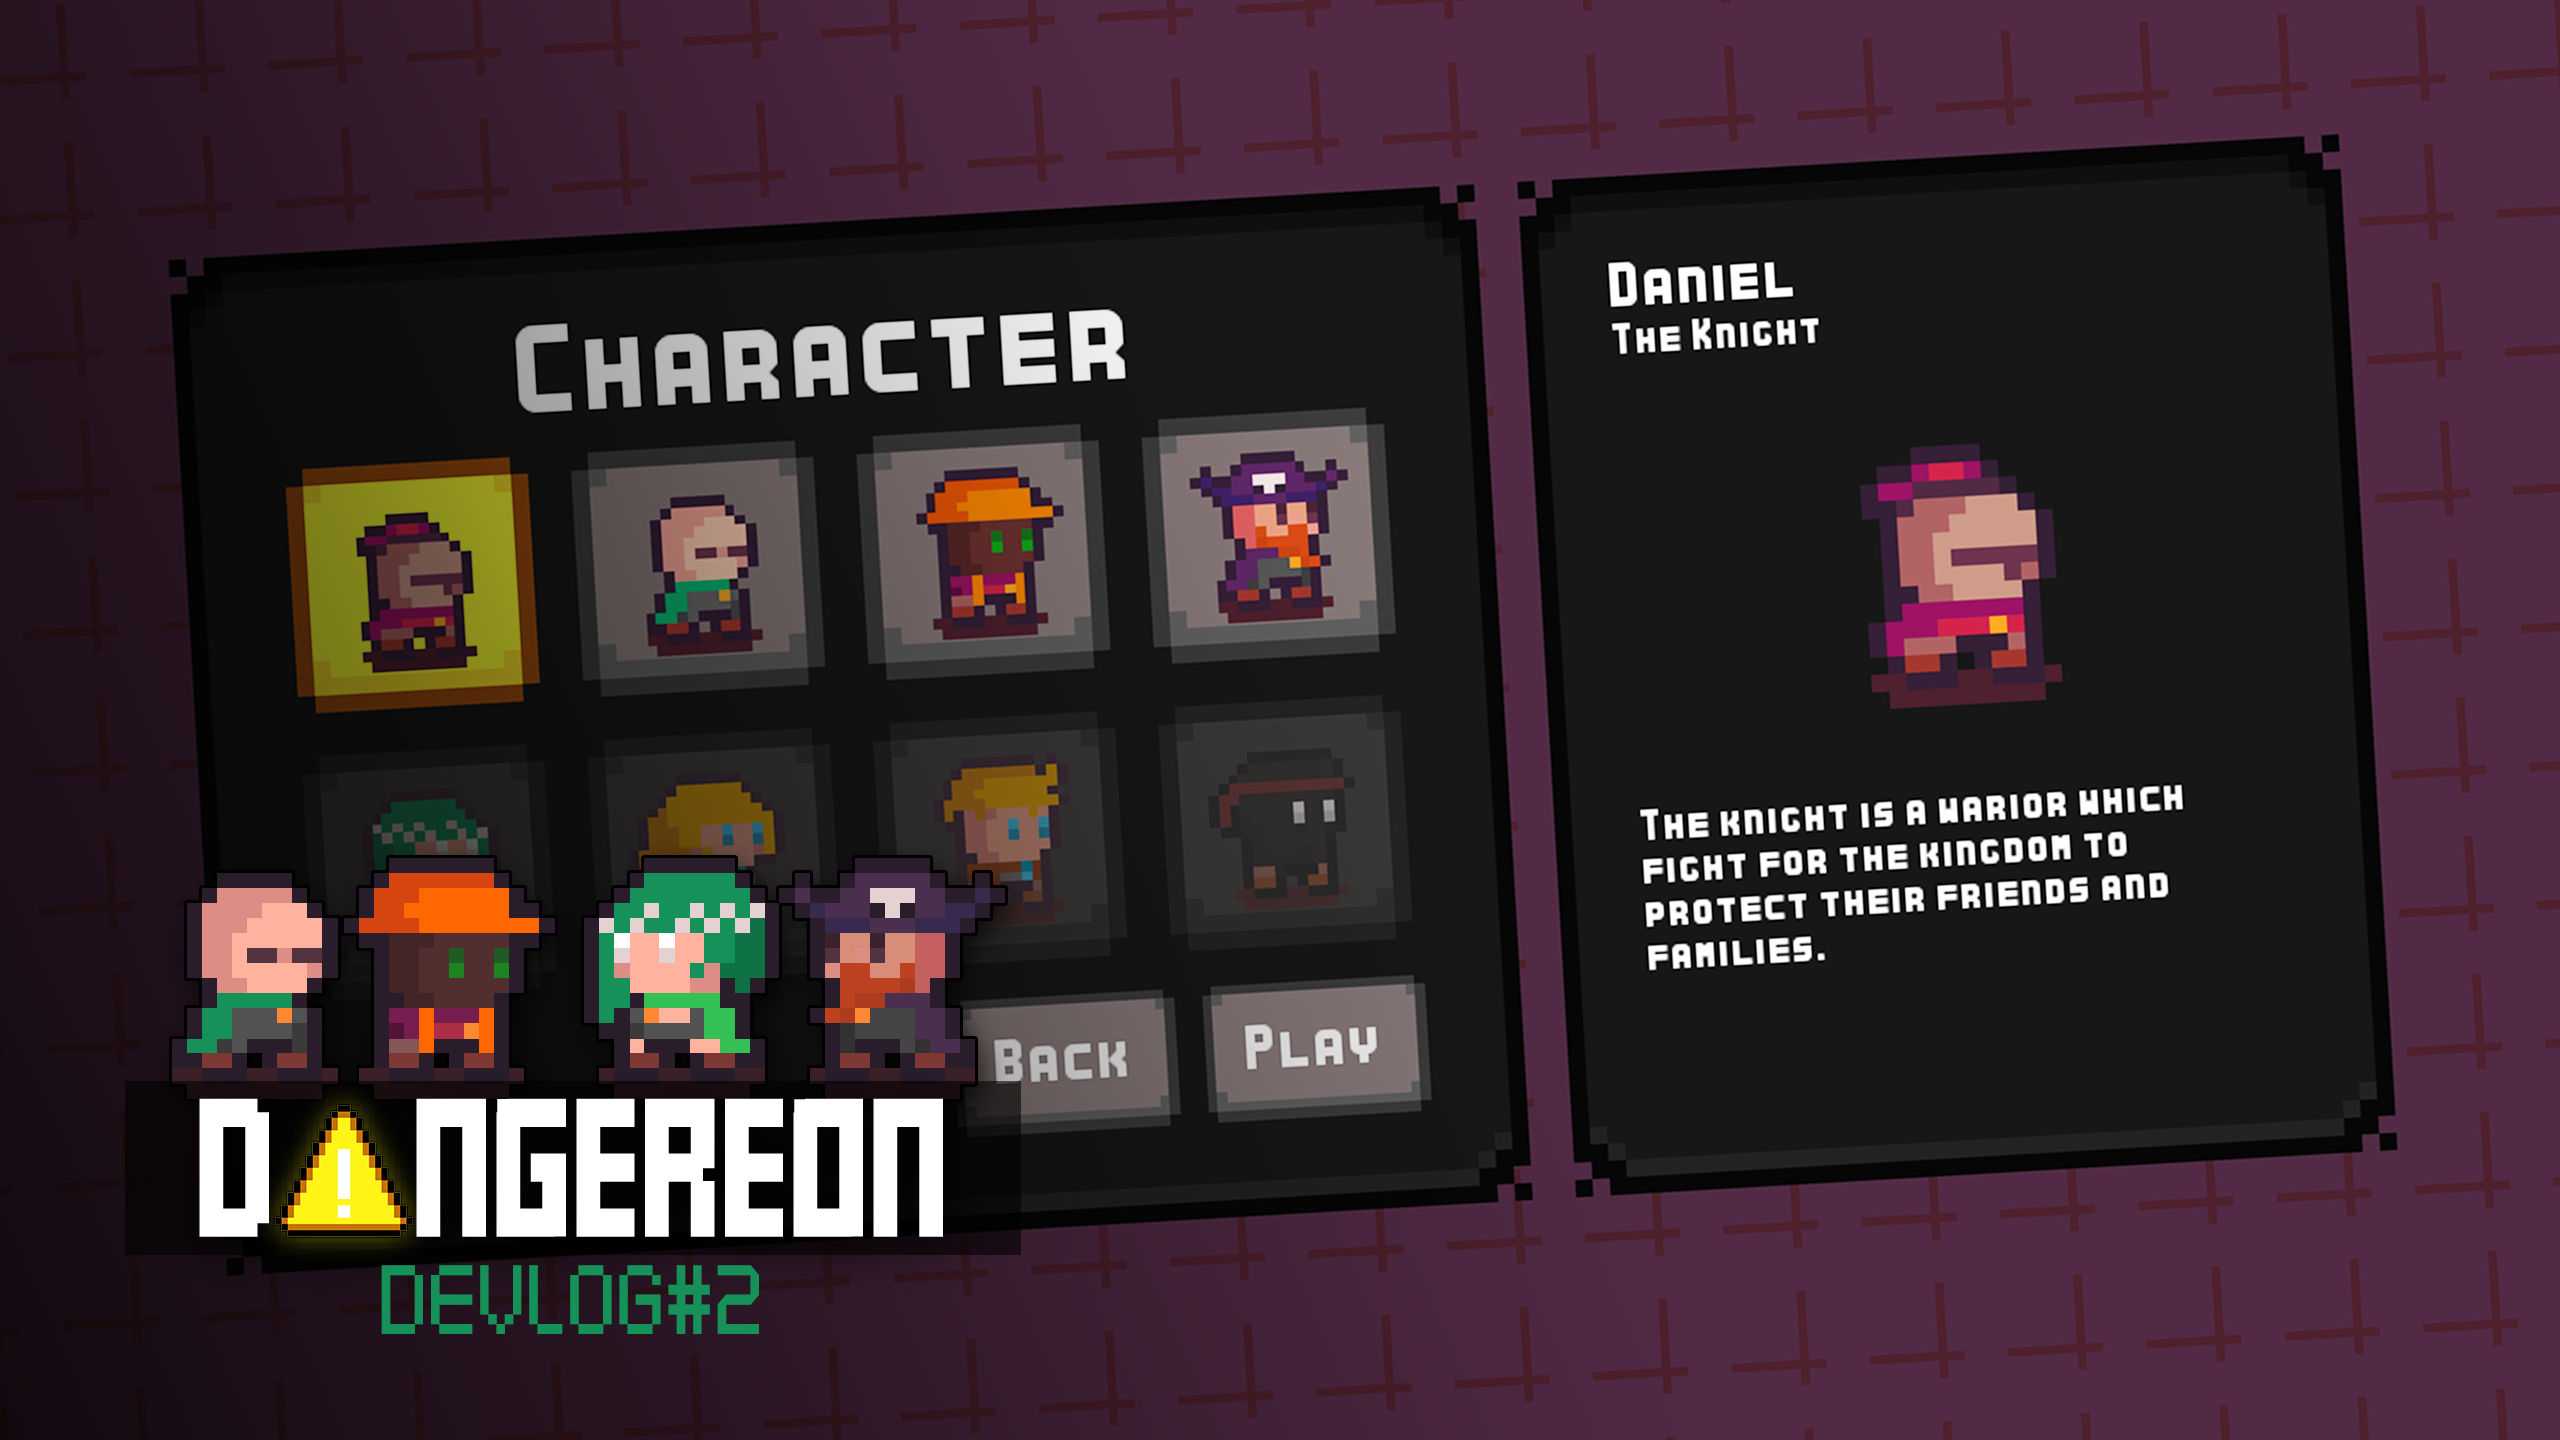 Character
Daniel
The Knight
The knight is a warior which
fight for the kingdom to
protect their friends and
families.
Back
Play
D⚠NGEREON
DEVLOG#2